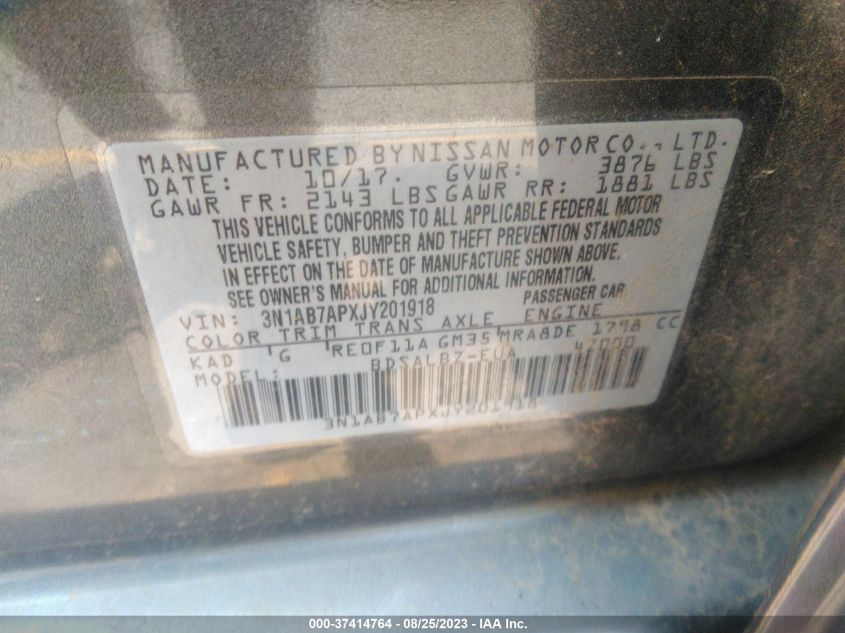 MANUFACTURED BY NISSAN MOTOR CO., LTD.
DATE: 10/17. GVWR: 3876 LBS
GAWR FR: 2143 LBS GAWR RR: 1881 LBS
THIS VEHICLE CONFORMS TO ALL APPLICABLE FEDERAL MOTOR
VEHICLE SAFETY, BUMPER AND THEFT PREVENTION STANDARDS
IN EFFECT ON THE DATE OF MANUFACTURE SHOWN ABOVE.
SEE OWNER'S MANUAL FOR ADDITIONAL INFORMATION.
VIN: 3N1AB7APXJY201918 PASSENGER CAR
COLOR TRIM TRANS AXLE ENGINE
KAD G RE0F11A GM35 MRA8DE 1798 CC
MODEL: BDSALBZ-EUA 47000
3N1AB7APXJY201918
000-37414764 - 08/25/2023 - IAA Inc.